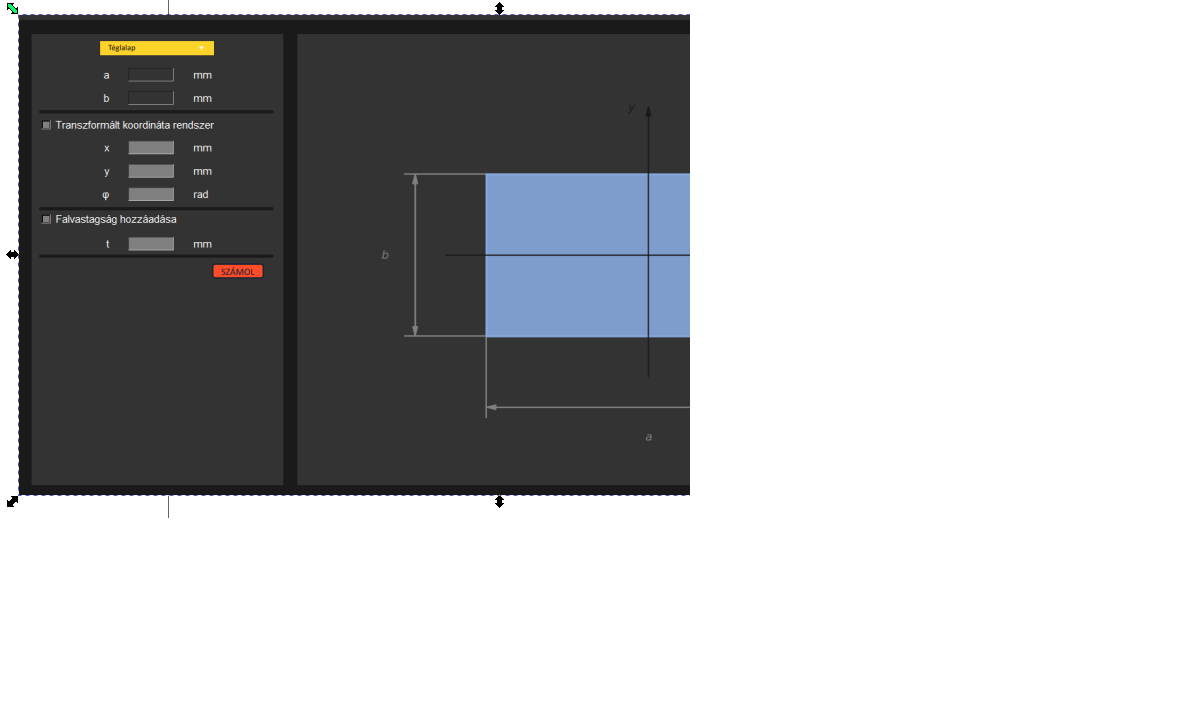 Téglalap
a mm
b mm
Transzformált koordináta rendszer
x mm
y mm
φ rad
Falvastagság hozzáadása
t mm
SZÁMOL
y
b
a